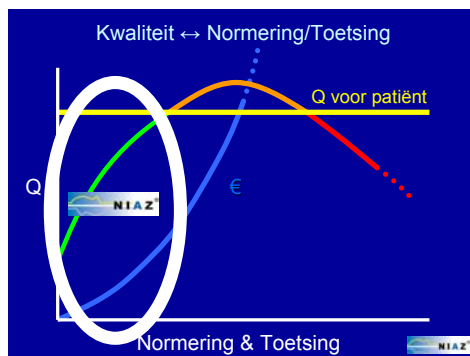 Kwaliteit ↔ Normering/Toetsing
Q voor patiënt
Q
NIAZ®
€
Normering & Toetsing
NIAZ®